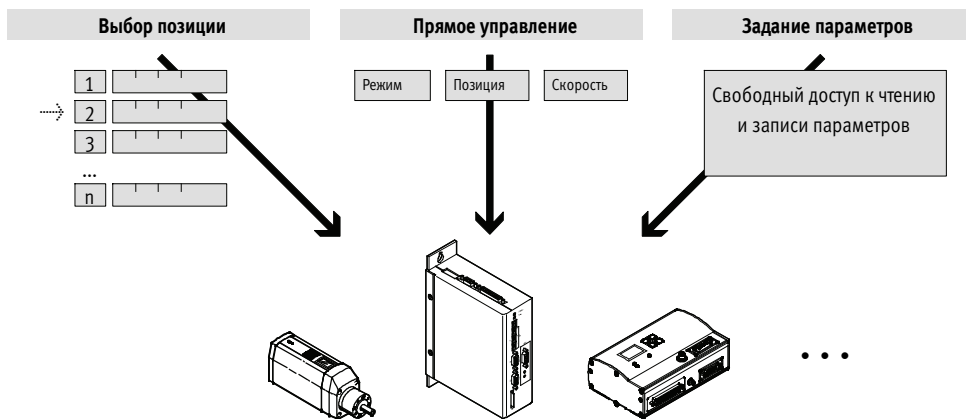 Выбор позиции
Прямое управление
Задание параметров
1
2
3
...
n
Режим
Позиция
Скорость
Свободный доступ к чтению
и записи параметров
• • •